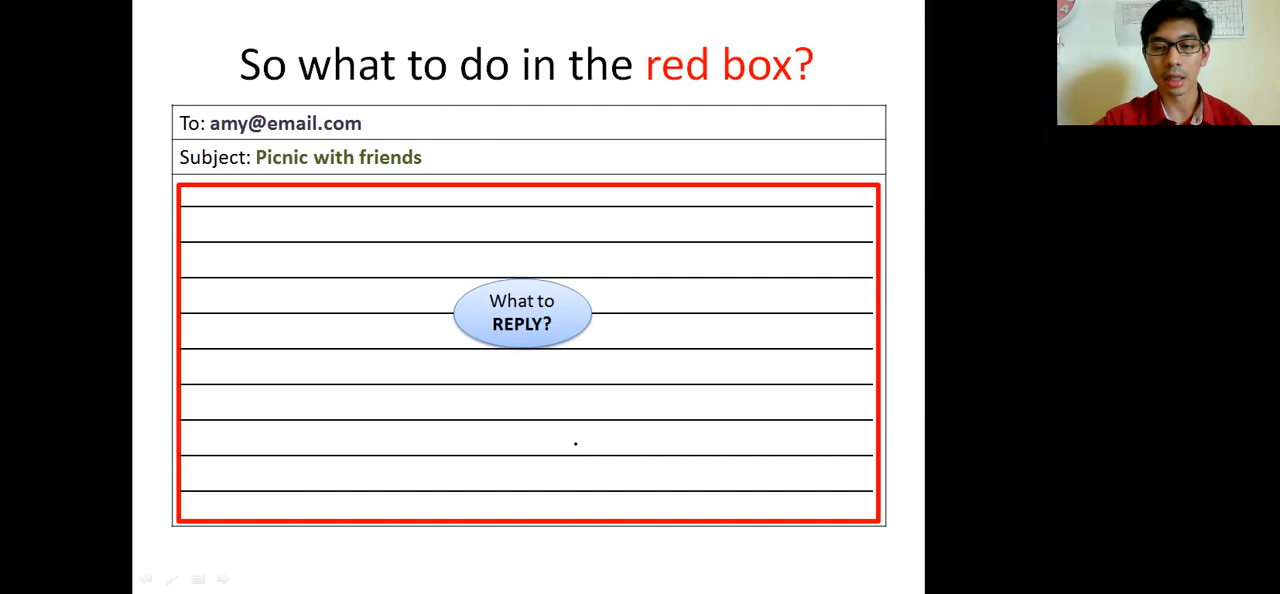 So what to do in the red box?
To: amy@email.com
Subject: Picnic with friends
What to
REPLY?